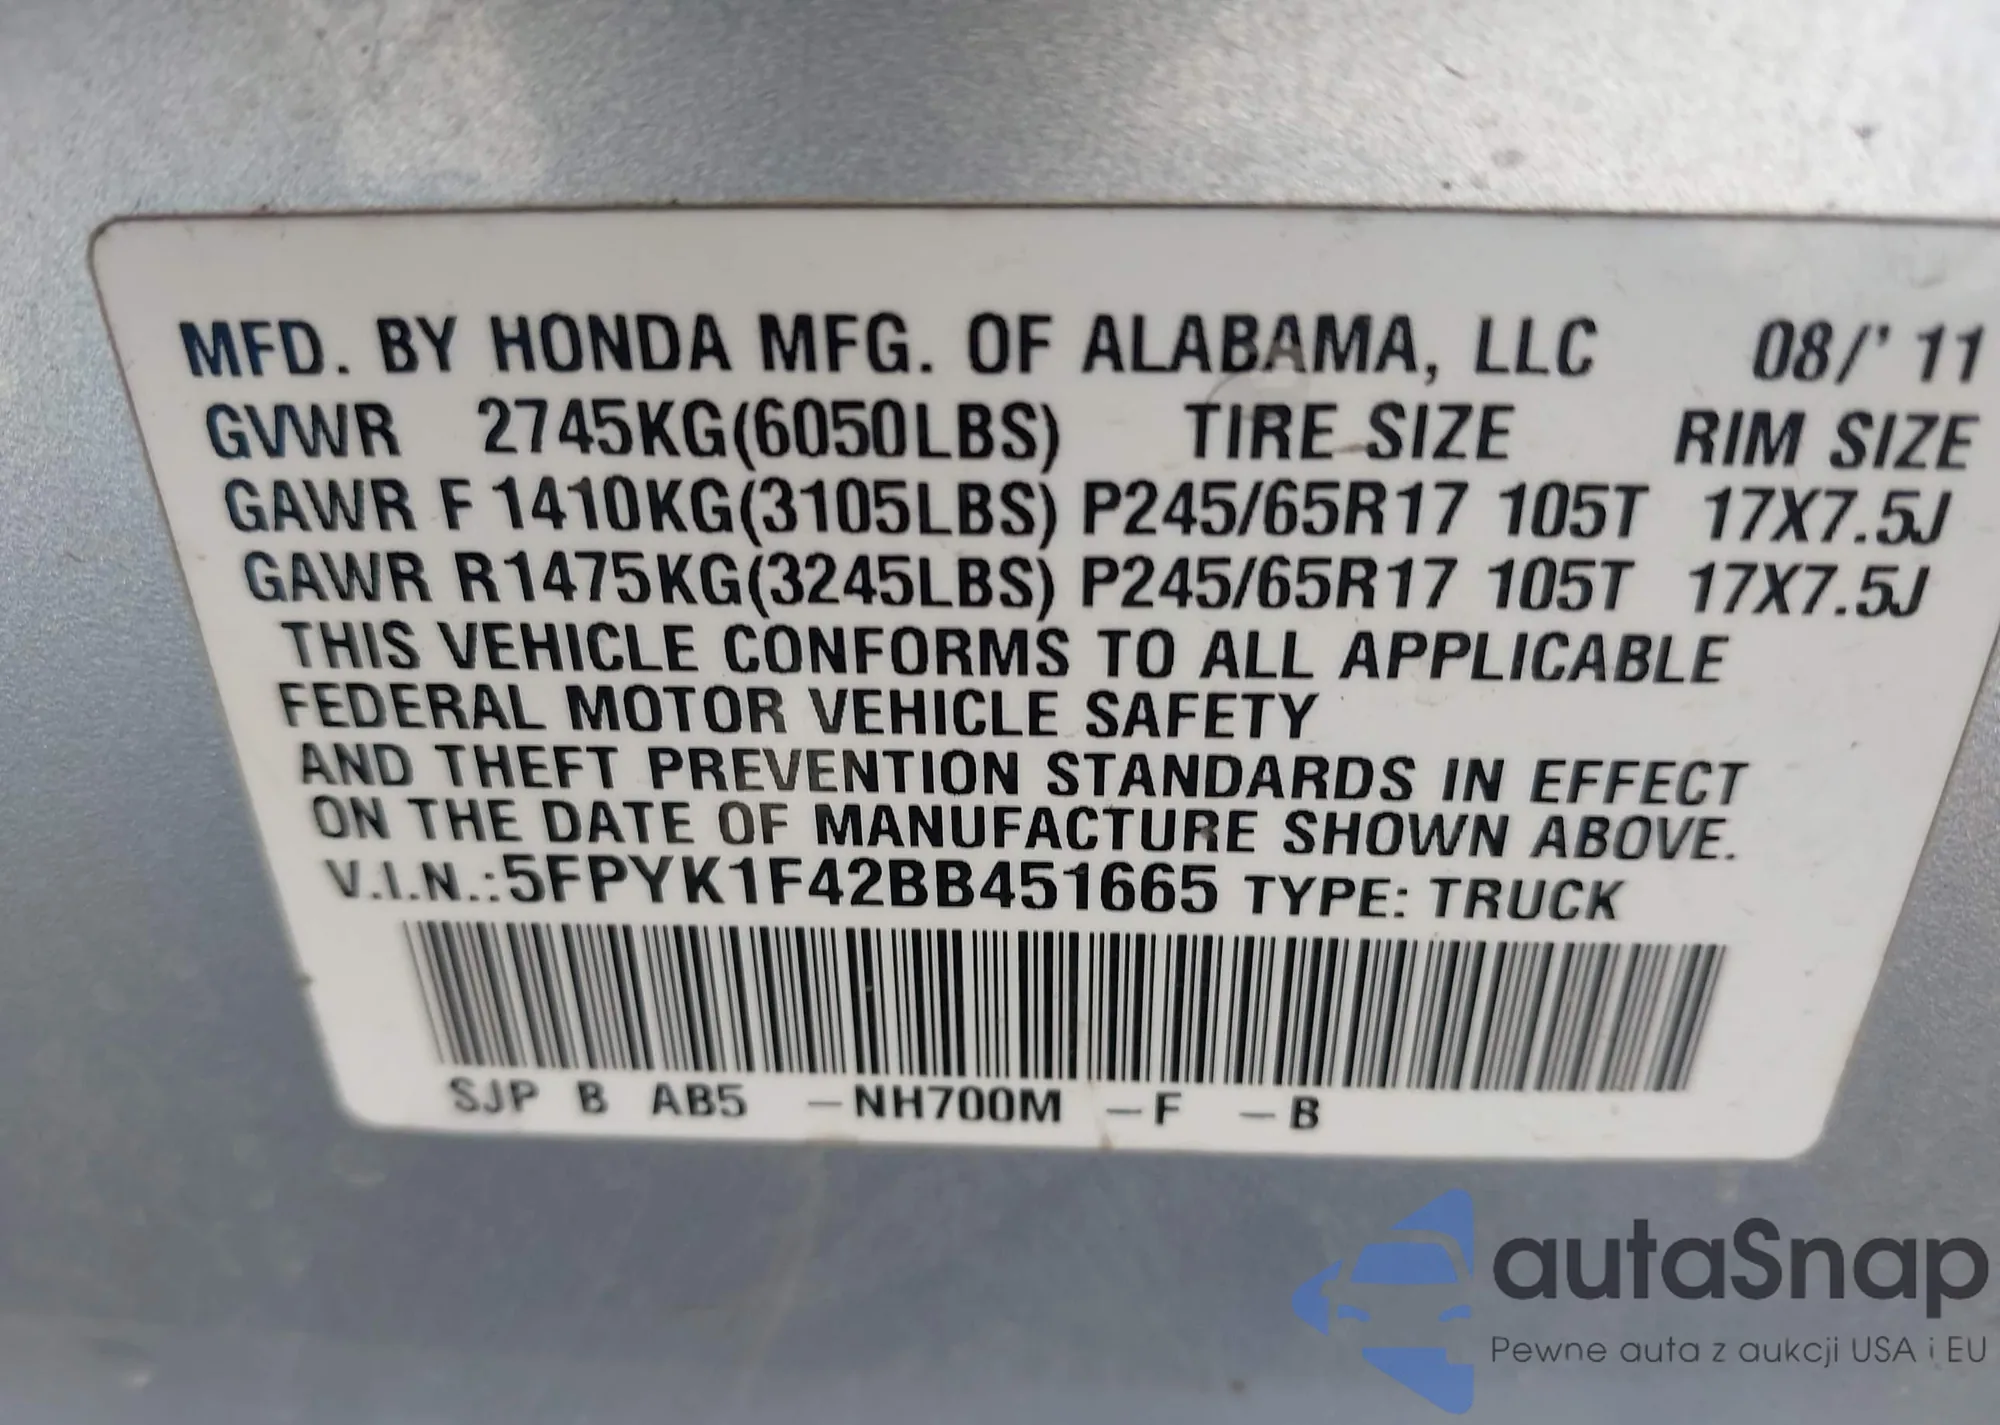 MFD. BY HONDA MFG. OF ALABAMA, LLC 08/'11
GVWR 2745KG(6050LBS) TIRE SIZE RIM SIZE
GAWR F 1410KG(3105LBS) P245/65R17 105T 17X7.5J
GAWR R1475KG(3245LBS) P245/65R17 105T 17X7.5J
THIS VEHICLE CONFORMS TO ALL APPLICABLE
FEDERAL MOTOR VEHICLE SAFETY
AND THEFT PREVENTION STANDARDS IN EFFECT
ON THE DATE OF MANUFACTURE SHOWN ABOVE.
V.I.N.:5FPYK1F42BB451665 TYPE: TRUCK
SJP B AB5 –NH700M –F –B
autaSnap
Pewne auta z aukcji USA i EU